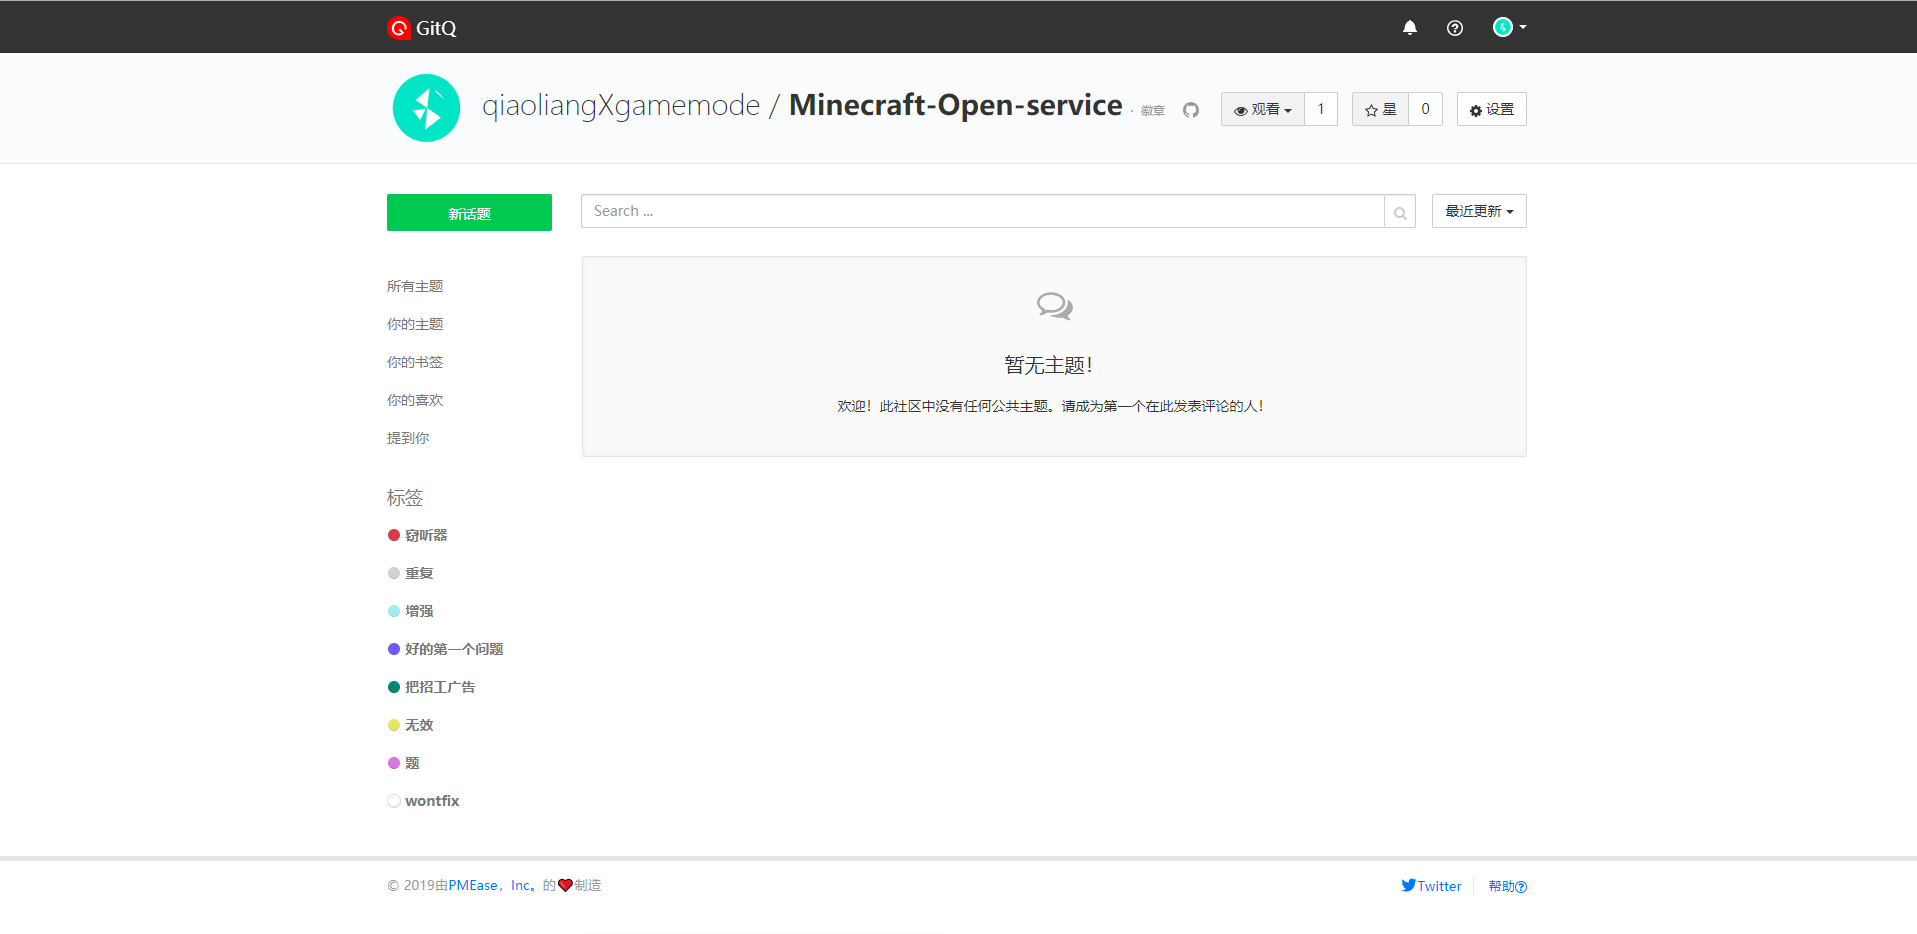 GitQ
qiaoliangXgamemode / Minecraft-Open-service · 徽章
观看 1
星 0
设置
新话题
Search ...
最近更新
所有主题
你的主题
你的书签
你的喜欢
提到你
暂无主题！
欢迎！此社区中没有任何公共主题。请成为第一个在此发表评论的人！
标签
窃听器
重复
增强
好的第一个问题
把招工广告
无效
题
wontfix
© 2019由PMEase，Inc。的❤制造
Twitter
帮助